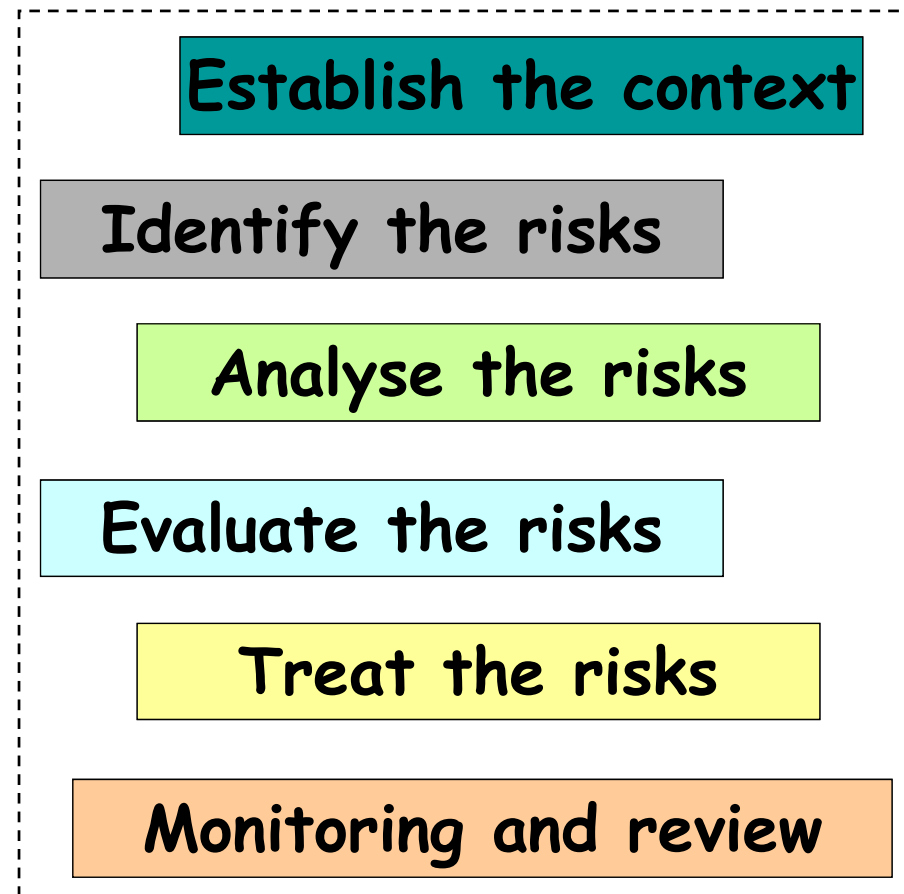 Establish the context
Identify the risks
Analyse the risks
Evaluate the risks
Treat the risks
Monitoring and review